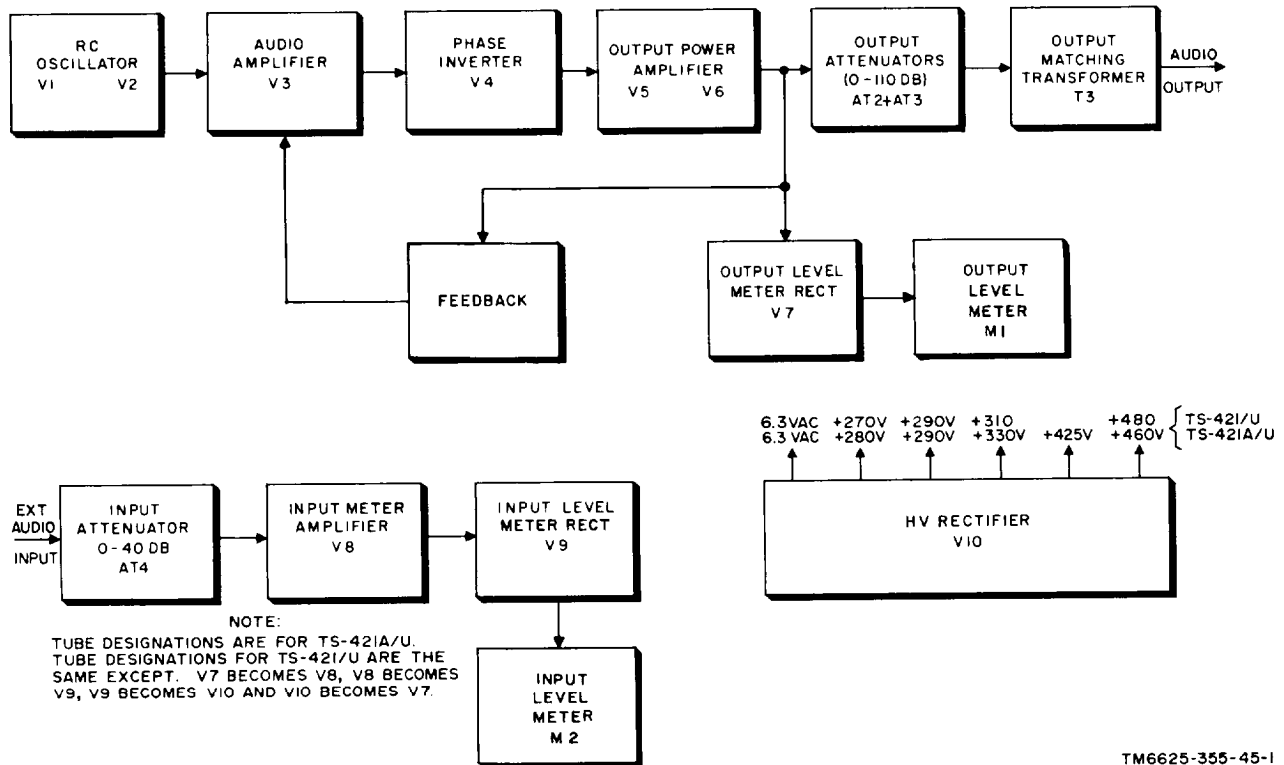 RC
OSCILLATOR
V1 V2
AUDIO
AMPLIFIER
V3
PHASE
INVERTER
V4
OUTPUT POWER
AMPLIFIER
V5 V6
OUTPUT
ATTENUATORS
(0-110 DB)
AT2+AT3
OUTPUT
MATCHING
TRANSFORMER
T3
AUDIO
OUTPUT
FEEDBACK
OUTPUT LEVEL
METER RECT
V7
OUTPUT
LEVEL
METER
M1
6.3VAC +270V +290V +310 +480 { TS-421/U
6.3 VAC +280V +290V +330V +425V +460V TS-421A/U
HV RECTIFIER
V10
EXT
AUDIO
INPUT
INPUT
ATTENUATOR
0-40 DB
AT4
INPUT METER
AMPLIFIER
V8
INPUT LEVEL
METER RECT
V9
INPUT
LEVEL
METER
M2
NOTE:
TUBE DESIGNATIONS ARE FOR TS-421A/U.
TUBE DESIGNATIONS FOR TS-421/U ARE THE
SAME EXCEPT. V7 BECOMES V8, V8 BECOMES
V9, V9 BECOMES V10 AND V10 BECOMES V7.
TM6625-355-45-1